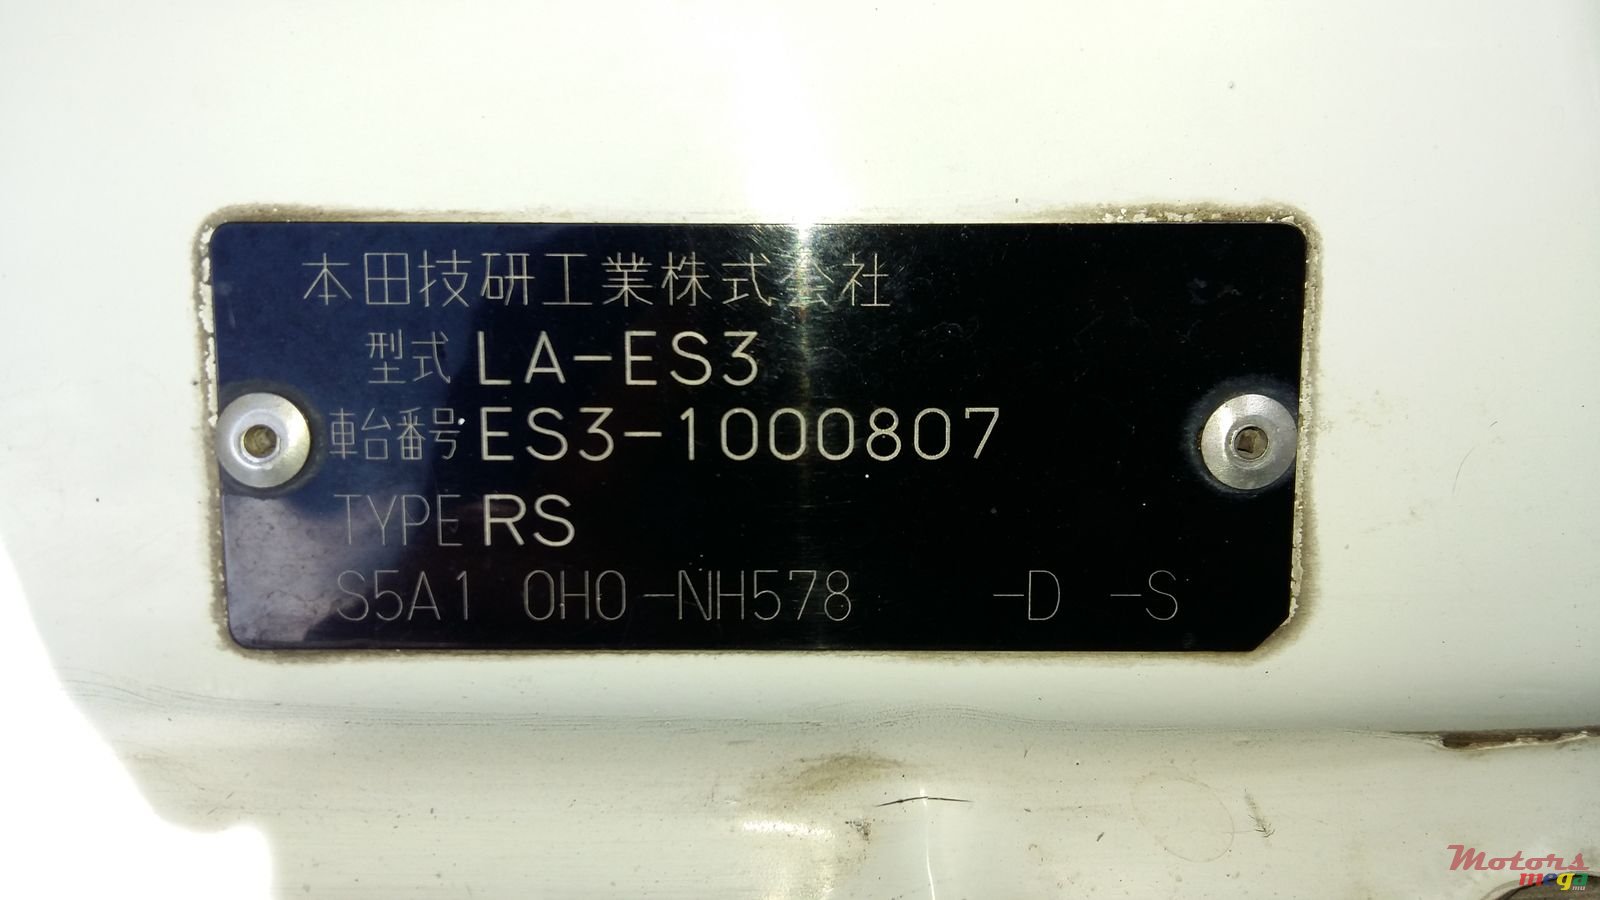 本田技研工業株式会社
型式 LA-ES3
車台番号 ES3-1000807
TYPE RS
S5A1 0H0-NH578 -D -S
Motors
mega
.mu